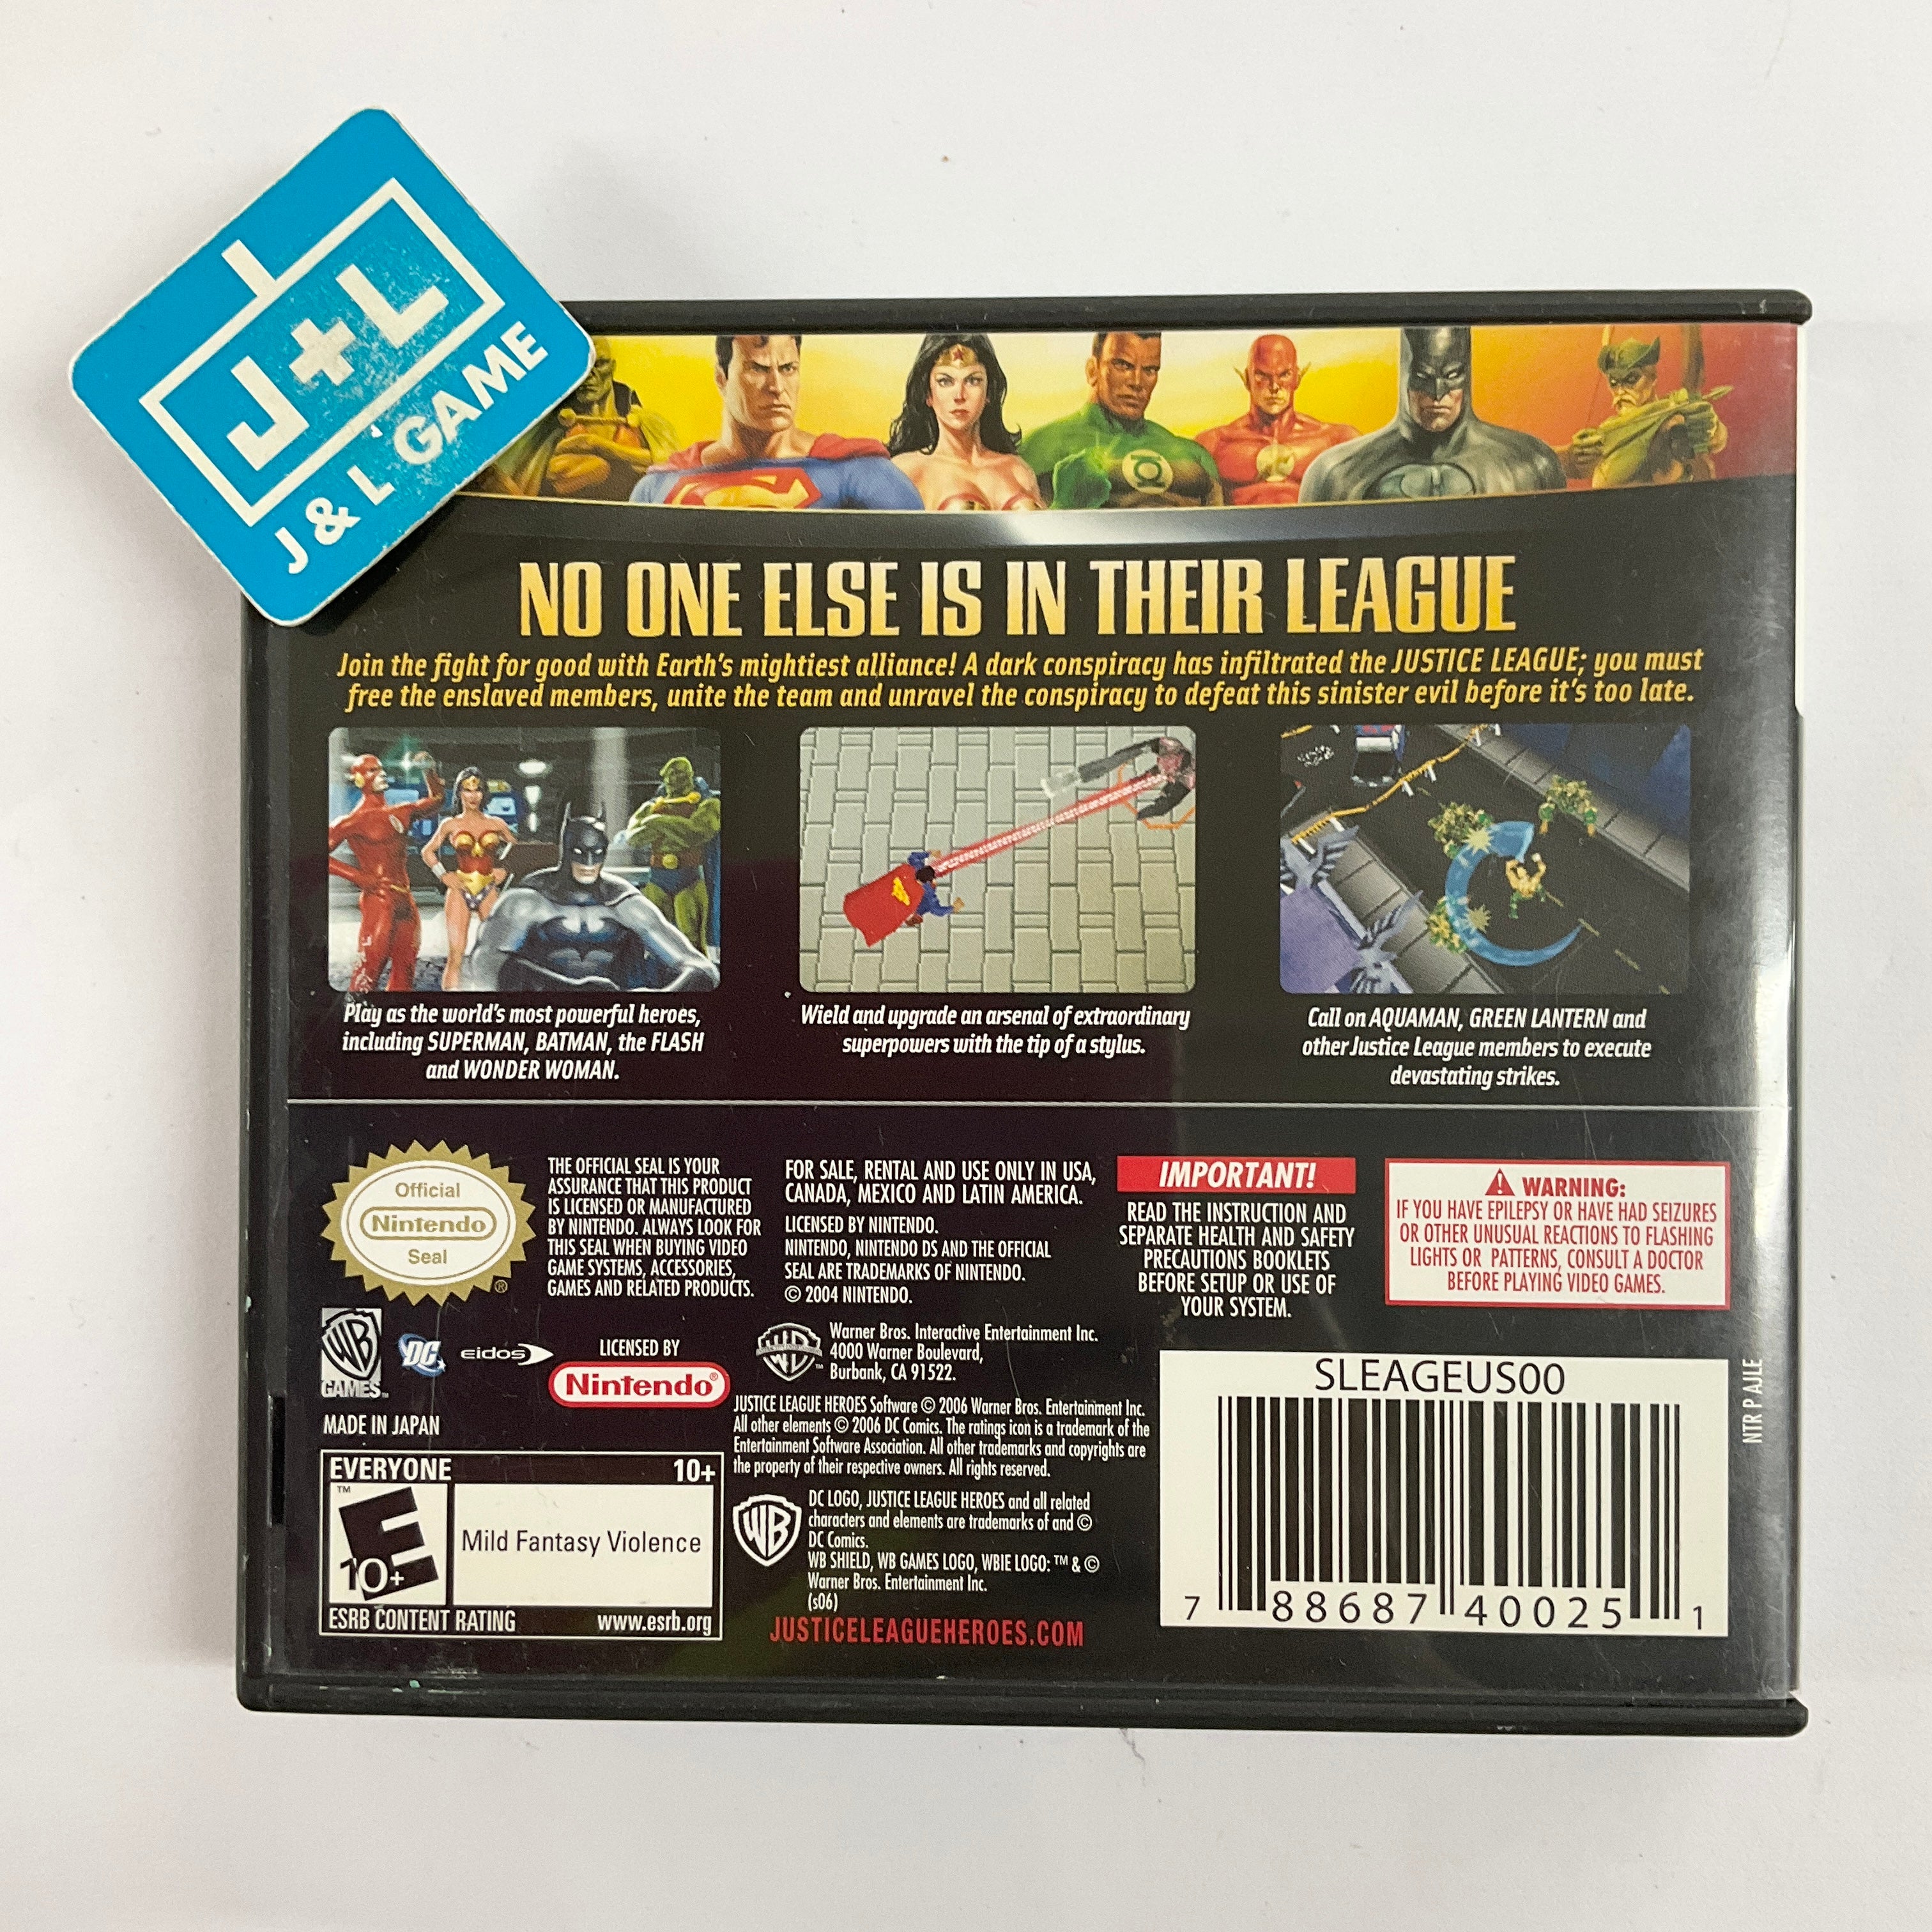 J+L
J & L GAME
NO ONE ELSE IS IN THEIR LEAGUE
Join the fight for good with Earth's mightiest alliance! A dark conspiracy has infiltrated the JUSTICE LEAGUE; you must
free the enslaved members, unite the team and unravel the conspiracy to defeat this sinister evil before it's too late.
Play as the world's most powerful heroes,
including SUPERMAN, BATMAN, the FLASH
and WONDER WOMAN.
Wield and upgrade an arsenal of extraordinary
superpowers with the tip of a stylus.
Call on AQUAMAN, GREEN LANTERN and
other Justice League members to execute
devastating strikes.
Official
Nintendo
Seal
®
THE OFFICIAL SEAL IS YOUR
ASSURANCE THAT THIS PRODUCT
IS LICENSED OR MANUFACTURED
BY NINTENDO. ALWAYS LOOK FOR
THIS SEAL WHEN BUYING VIDEO
GAME SYSTEMS, ACCESSORIES,
GAMES AND RELATED PRODUCTS.
FOR SALE, RENTAL AND USE ONLY IN USA,
CANADA, MEXICO AND LATIN AMERICA.
LICENSED BY NINTENDO.
NINTENDO, NINTENDO DS AND THE OFFICIAL
SEAL ARE TRADEMARKS OF NINTENDO.
© 2004 NINTENDO.
IMPORTANT!
READ THE INSTRUCTION AND
SEPARATE HEALTH AND SAFETY
PRECAUTIONS BOOKLETS
BEFORE SETUP OR USE OF
YOUR SYSTEM.
WARNING:
IF YOU HAVE EPILEPSY OR HAVE HAD SEIZURES
OR OTHER UNUSUAL REACTIONS TO FLASHING
LIGHTS OR PATTERNS, CONSULT A DOCTOR
BEFORE PLAYING VIDEO GAMES.
WB
GAMES™
DC
eidos
LICENSED BY
Nintendo®
MADE IN JAPAN
WB™
Warner Bros. Interactive Entertainment Inc.
4000 Warner Boulevard,
Burbank, CA 91522.
JUSTICE LEAGUE HEROES Software © 2006 Warner Bros. Entertainment Inc.
All other elements © 2006 DC Comics. The ratings icon is a trademark of the
Entertainment Software Association. All other trademarks and copyrights are
the property of their respective owners. All rights reserved.
WB
DC LOGO, JUSTICE LEAGUE HEROES and all related
characters and elements are trademarks of and ©
DC Comics.
WB SHIELD, WB GAMES LOGO, WBIE LOGO: ™ & ©
Warner Bros. Entertainment Inc.
(s06)
JUSTICELEAGUEHEROES.COM
EVERYONE 10+
™
E
10+
Mild Fantasy Violence
ESRB CONTENT RATING www.esrb.org
SLEAGEUS00
7 88687 40025 1
NTR P AJLE